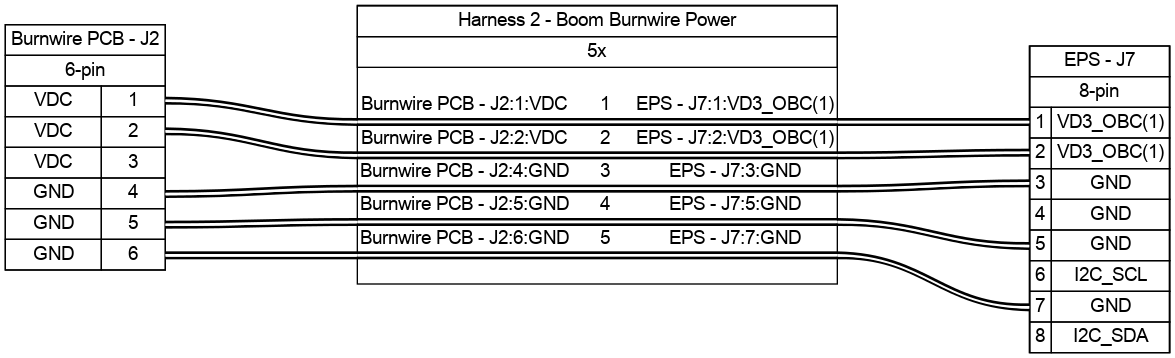 Burnwire PCB - J2
6-pin
VDC 1
VDC 2
VDC 3
GND 4
GND 5
GND 6
Harness 2 - Boom Burnwire Power
5x
Burnwire PCB - J2:1:VDC 1 EPS - J7:1:VD3_OBC(1)
Burnwire PCB - J2:2:VDC 2 EPS - J7:2:VD3_OBC(1)
Burnwire PCB - J2:4:GND 3 EPS - J7:3:GND
Burnwire PCB - J2:5:GND 4 EPS - J7:5:GND
Burnwire PCB - J2:6:GND 5 EPS - J7:7:GND
EPS - J7
8-pin
1 VD3_OBC(1)
2 VD3_OBC(1)
3 GND
4 GND
5 GND
6 I2C_SCL
7 GND
8 I2C_SDA